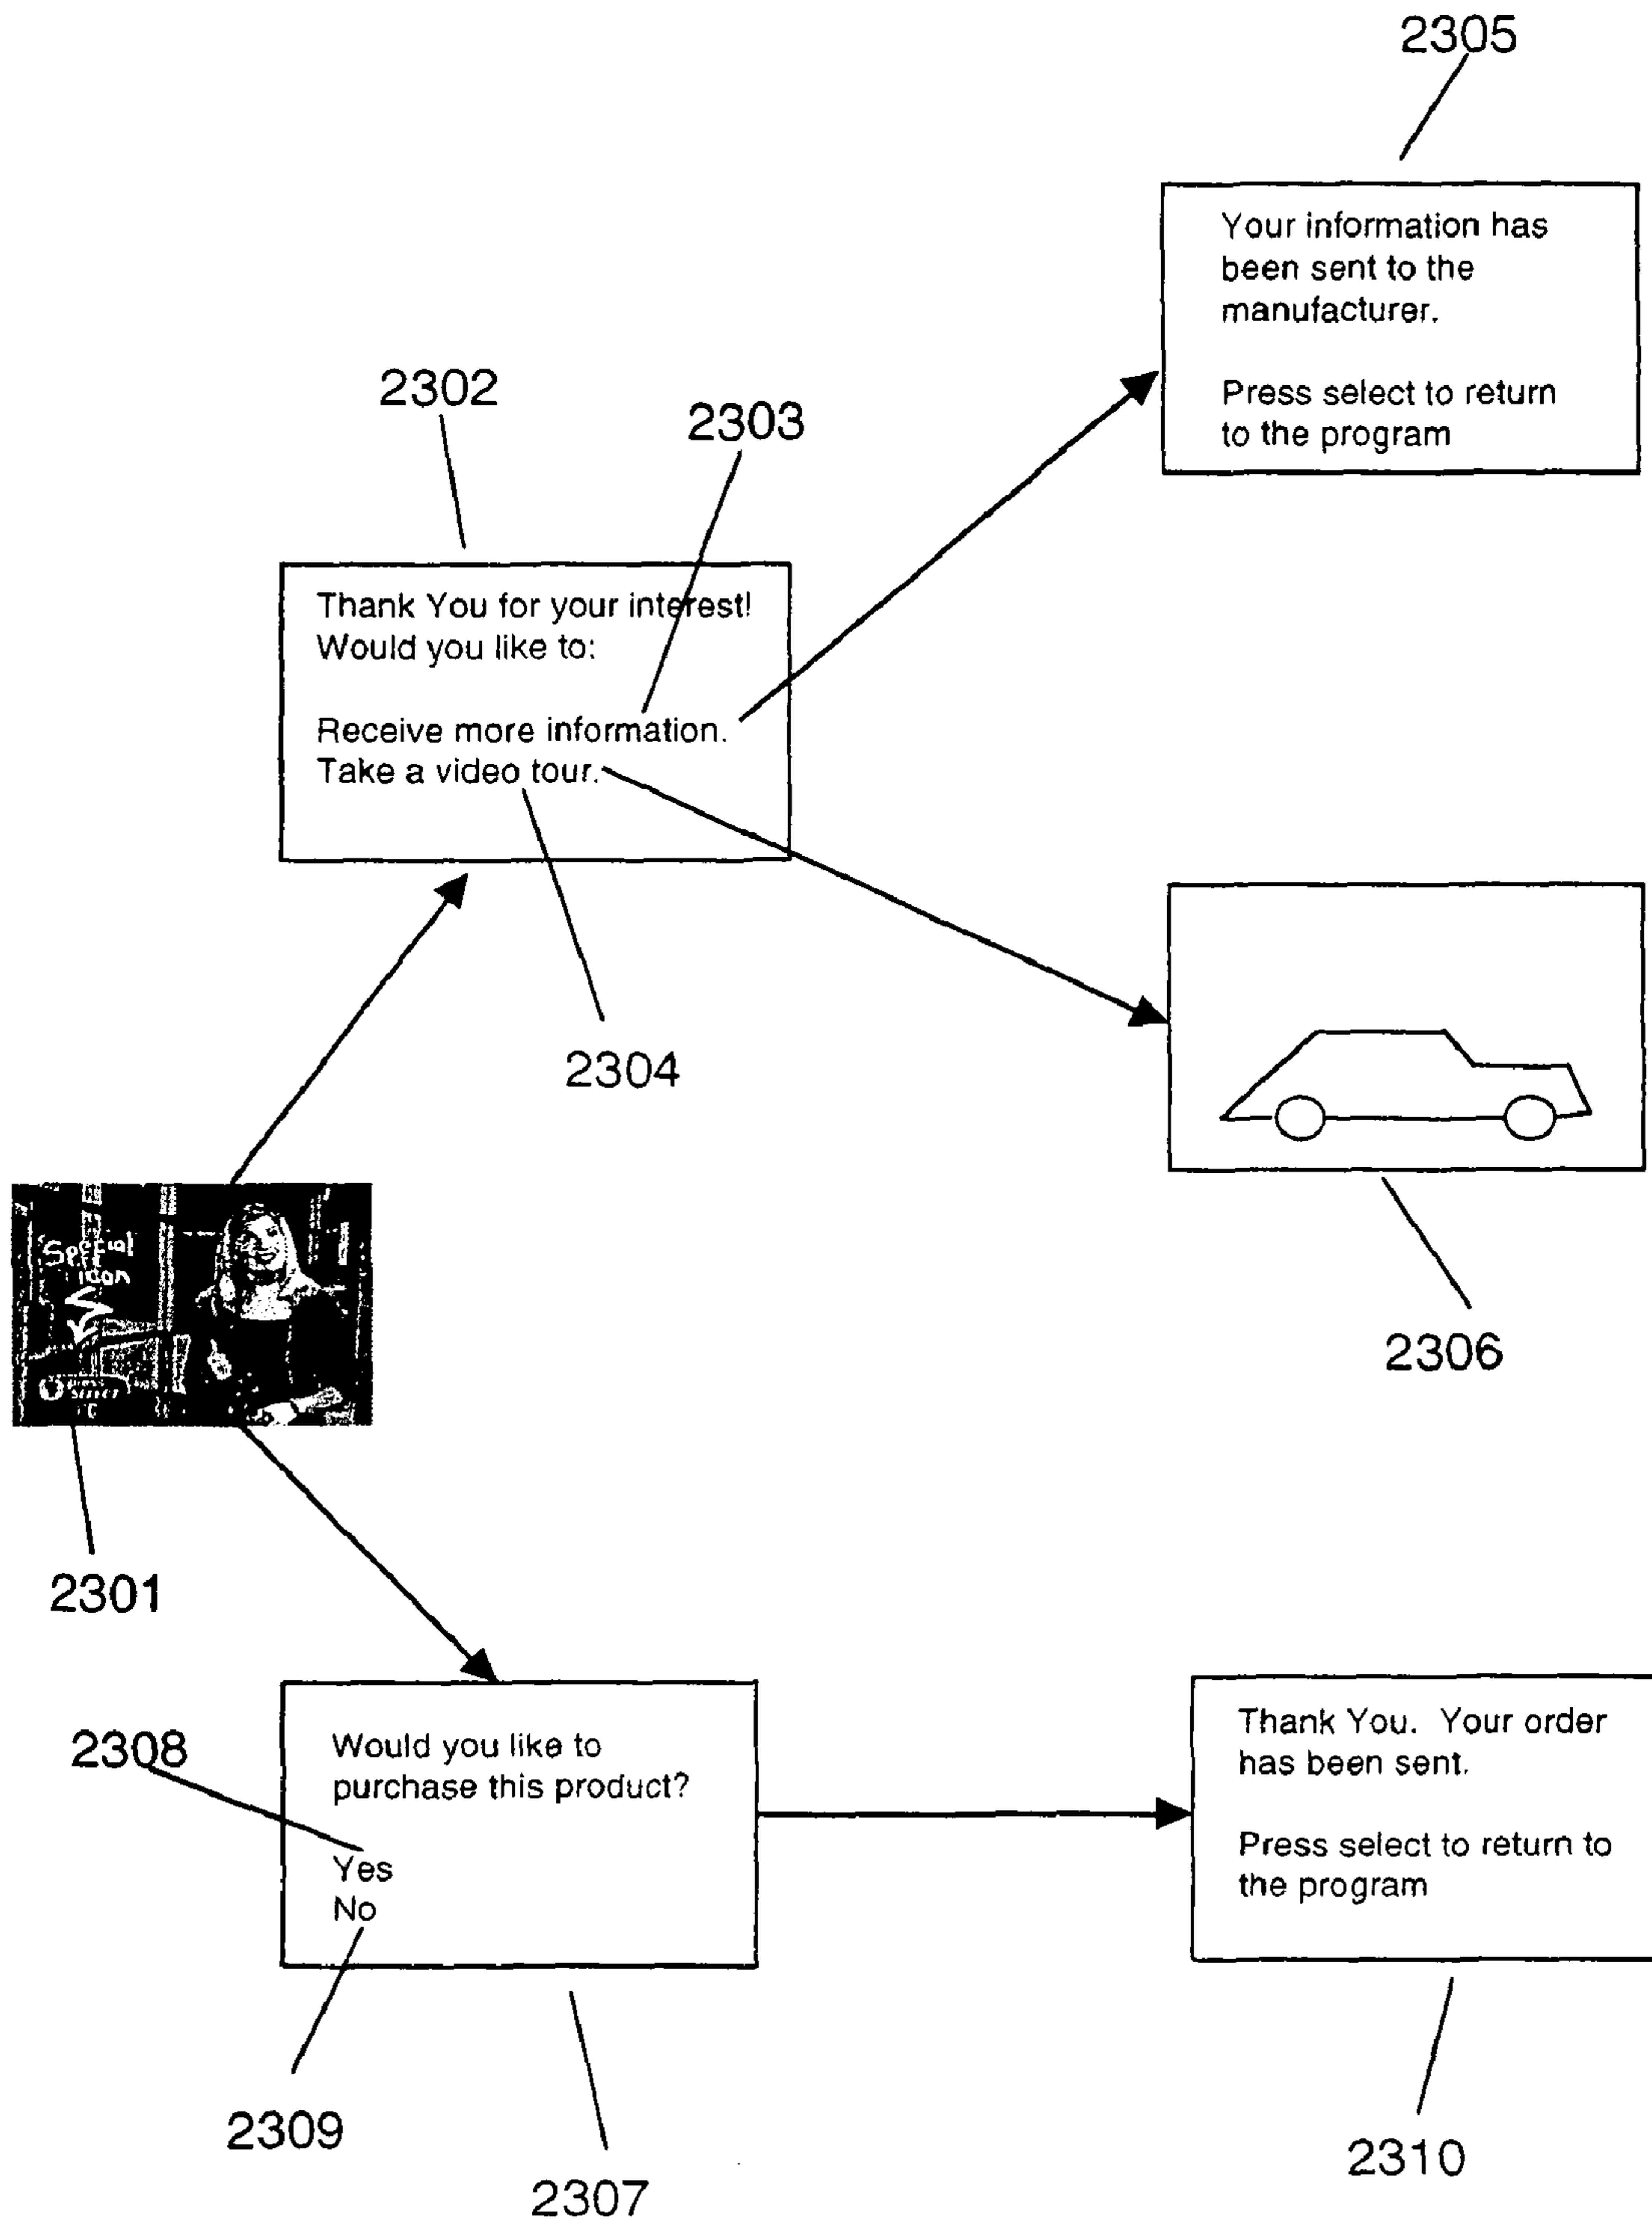 2305
Your information has
been sent to the
manufacturer.
Press select to return
to the program
2302
2303
Thank You for your interest!
Would you like to:
Receive more information.
Take a video tour.
2304
2306
Special
icon
SELECT
2301
2308
Would you like to
purchase this product?
Yes
No
2309
2307
Thank You. Your order
has been sent.
Press select to return to
the program
2310